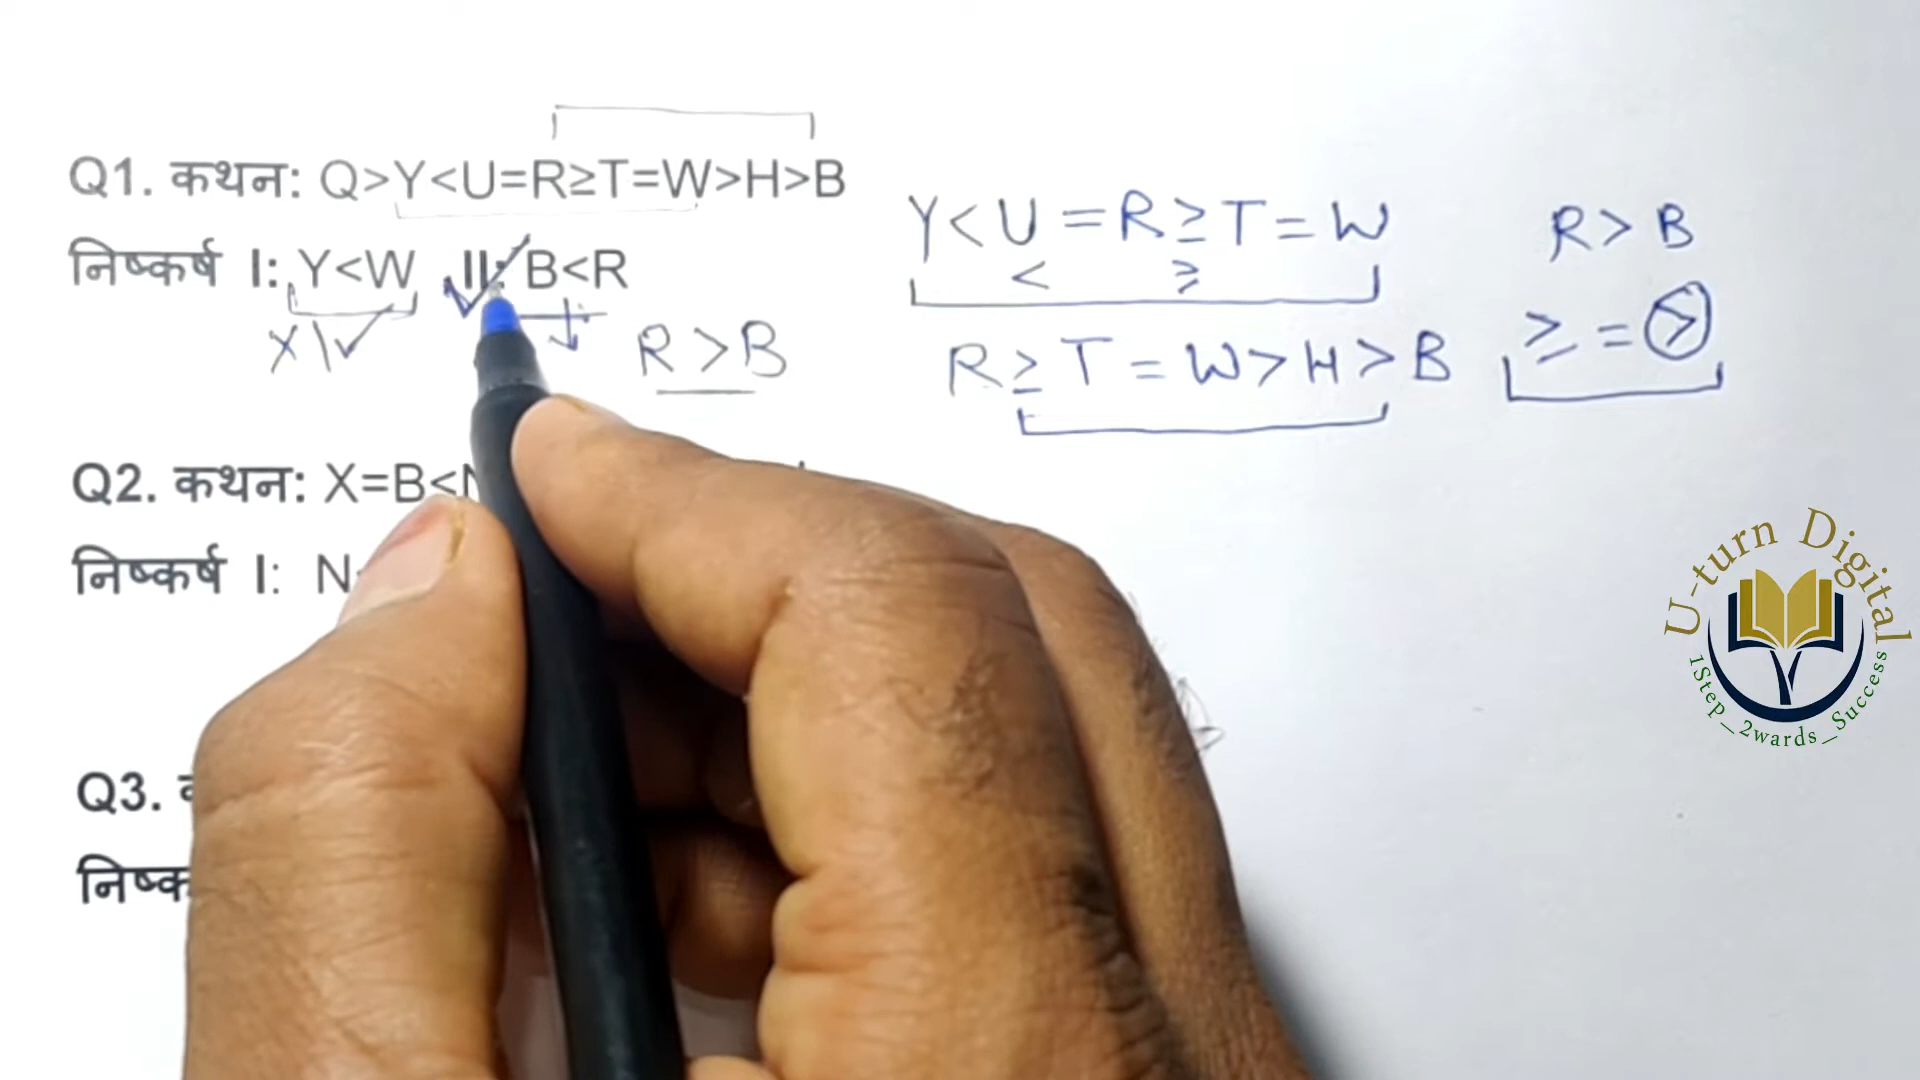 Q1. कथन: Q>Y<U=R≥T=W>H>B
निष्कर्ष I: Y<W II: B<R
R >B
Y<U =R≥T=W
< ≥
R≥T=W>H>B
R>B
≥=>
Q2. कथन: X=B<N
निष्कर्ष I: N
Q3.
U-turn Digital
1Step_2wards_Success